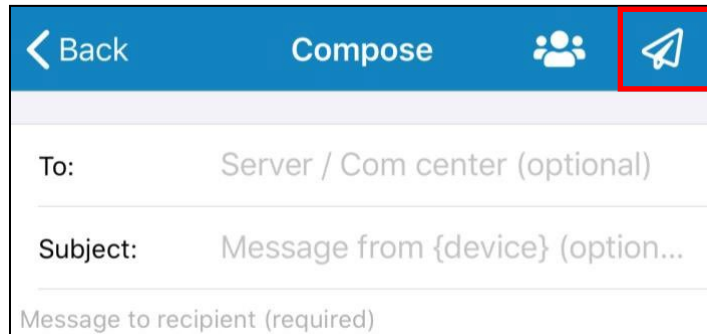 Back Compose
To: Server / Com center (optional)
Subject: Message from {device} (option...
Message to recipient (required)